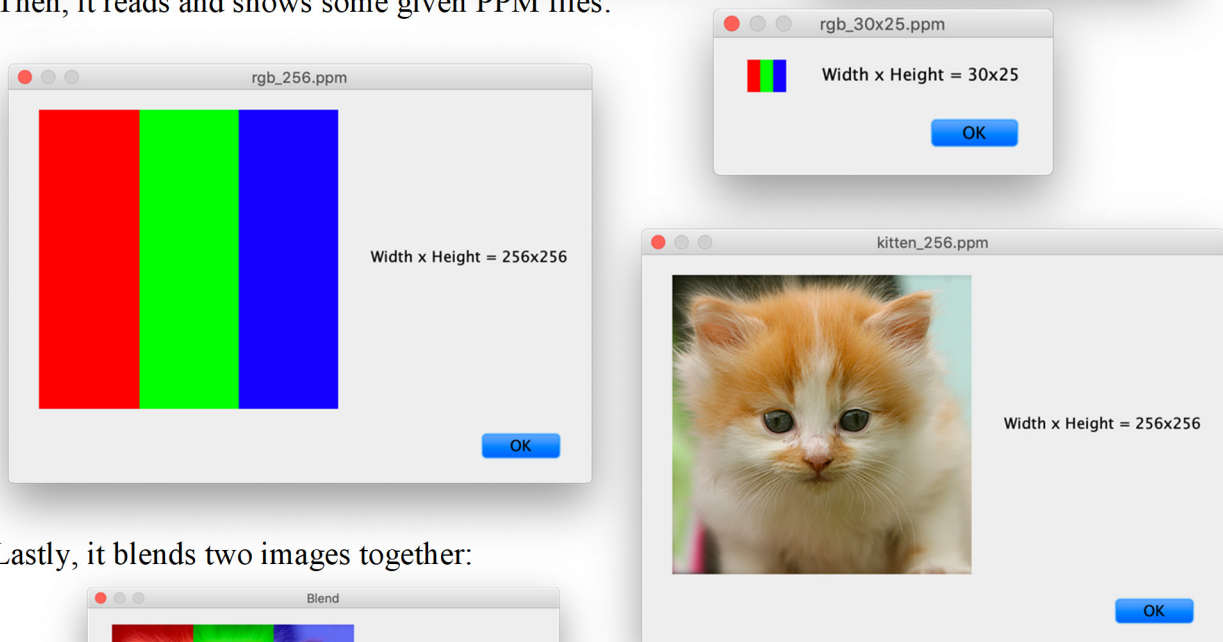 Then, it reads and shows some given PPM files:
rgb_30x25.ppm
Width x Height = 30x25
OK
rgb_256.ppm
Width x Height = 256x256
OK
kitten_256.ppm
Width x Height = 256x256
OK
Lastly, it blends two images together:
Blend